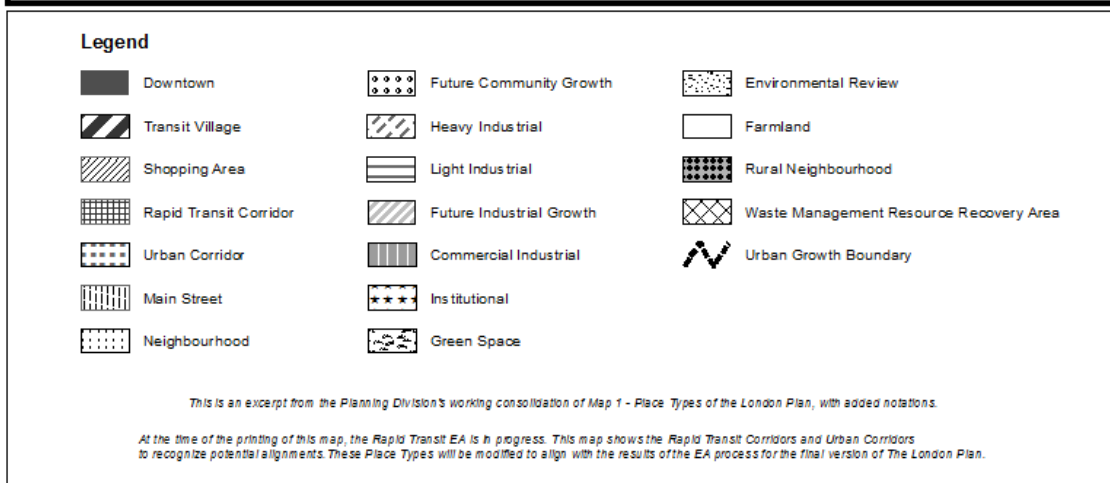 Legend
Downtown
Transit Village
Shopping Area
Rapid Transit Corridor
Urban Corridor
Main Street
Neighbourhood
Future Community Growth
Heavy Industrial
Light Industrial
Future Industrial Growth
Commercial Industrial
Institutional
Green Space
Environmental Review
Farmland
Rural Neighbourhood
Waste Management Resource Recovery Area
Urban Growth Boundary
This is an excerpt from the Planning Division's working consolidation of Map 1 - Place Types of the London Plan, with added notations.
At the time of the printing of this map, the Rapid Transit EA is in progress. This map shows the Rapid Transit Corridors and Urban Corridors
to recognize potential alignments. These Place Types will be modified to align with the results of the EA process for the final version of The London Plan.